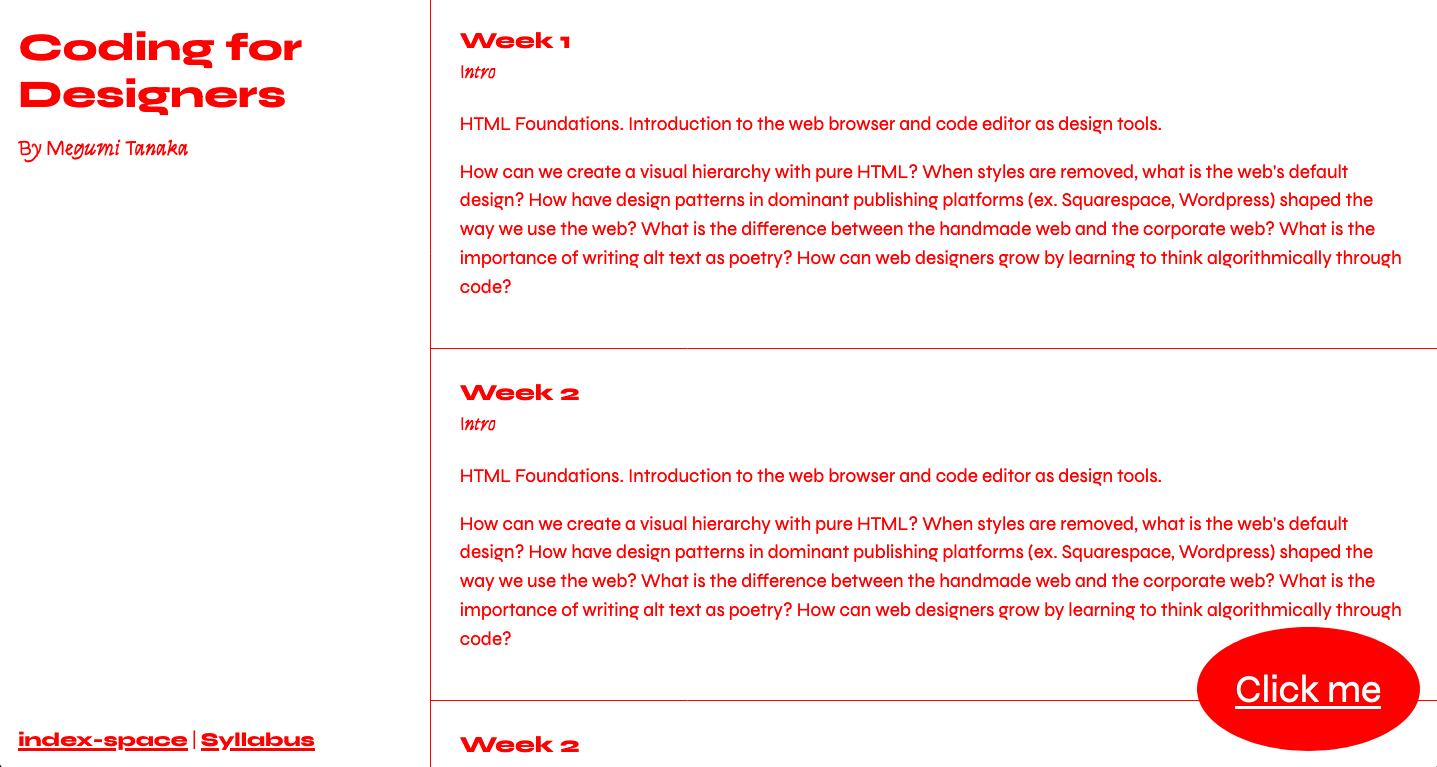 Coding for
Designers
By Megumi Tanaka
index-space | Syllabus
Week 1
Intro
HTML Foundations. Introduction to the web browser and code editor as design tools.
How can we create a visual hierarchy with pure HTML? When styles are removed, what is the web's default
design? How have design patterns in dominant publishing platforms (ex. Squarespace, Wordpress) shaped the
way we use the web? What is the difference between the handmade web and the corporate web? What is the
importance of writing alt text as poetry? How can web designers grow by learning to think algorithmically through
code?
Week 2
Intro
HTML Foundations. Introduction to the web browser and code editor as design tools.
How can we create a visual hierarchy with pure HTML? When styles are removed, what is the web's default
design? How have design patterns in dominant publishing platforms (ex. Squarespace, Wordpress) shaped the
way we use the web? What is the difference between the handmade web and the corporate web? What is the
importance of writing alt text as poetry? How can web designers grow by learning to think algorithmically through
code?
Click me
Week 2